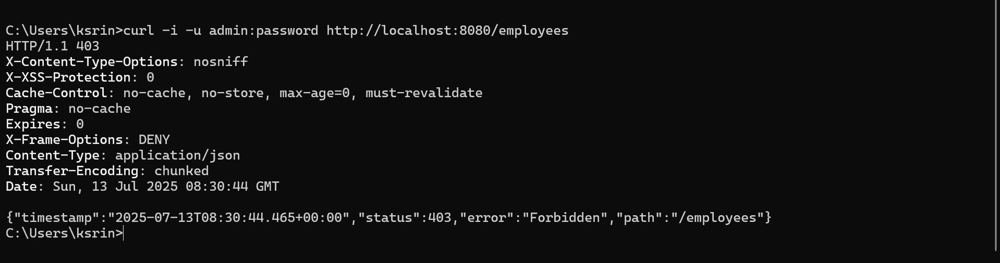 C:\Users\ksrin>curl -i -u admin:password http://localhost:8080/employees
HTTP/1.1 403
X-Content-Type-Options: nosniff
X-XSS-Protection: 0
Cache-Control: no-cache, no-store, max-age=0, must-revalidate
Pragma: no-cache
Expires: 0
X-Frame-Options: DENY
Content-Type: application/json
Transfer-Encoding: chunked
Date: Sun, 13 Jul 2025 08:30:44 GMT
{"timestamp":"2025-07-13T08:30:44.465+00:00","status":403,"error":"Forbidden","path":"/employees"}
C:\Users\ksrin>